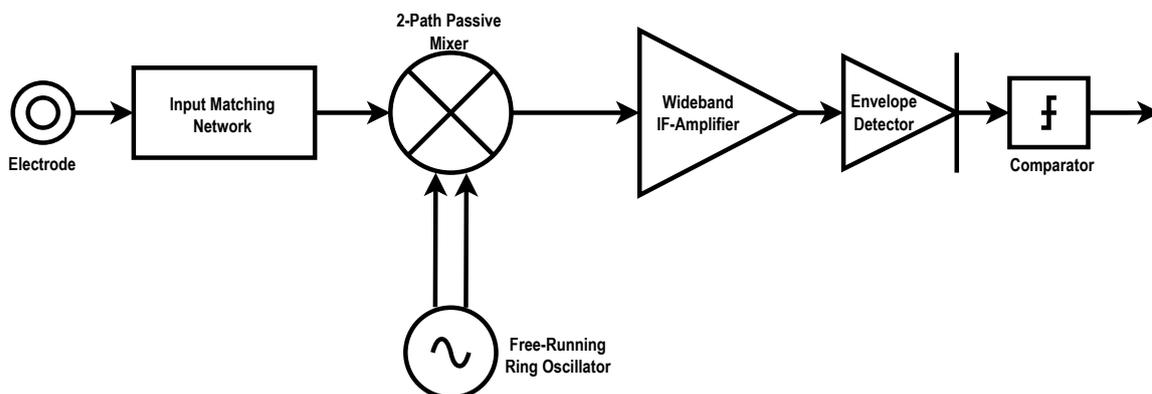 2-Path Passive
Mixer
Input Matching
Network
Wideband
IF-Amplifier
Envelope
Detector
Electrode
Comparator
Free-Running
Ring Oscillator